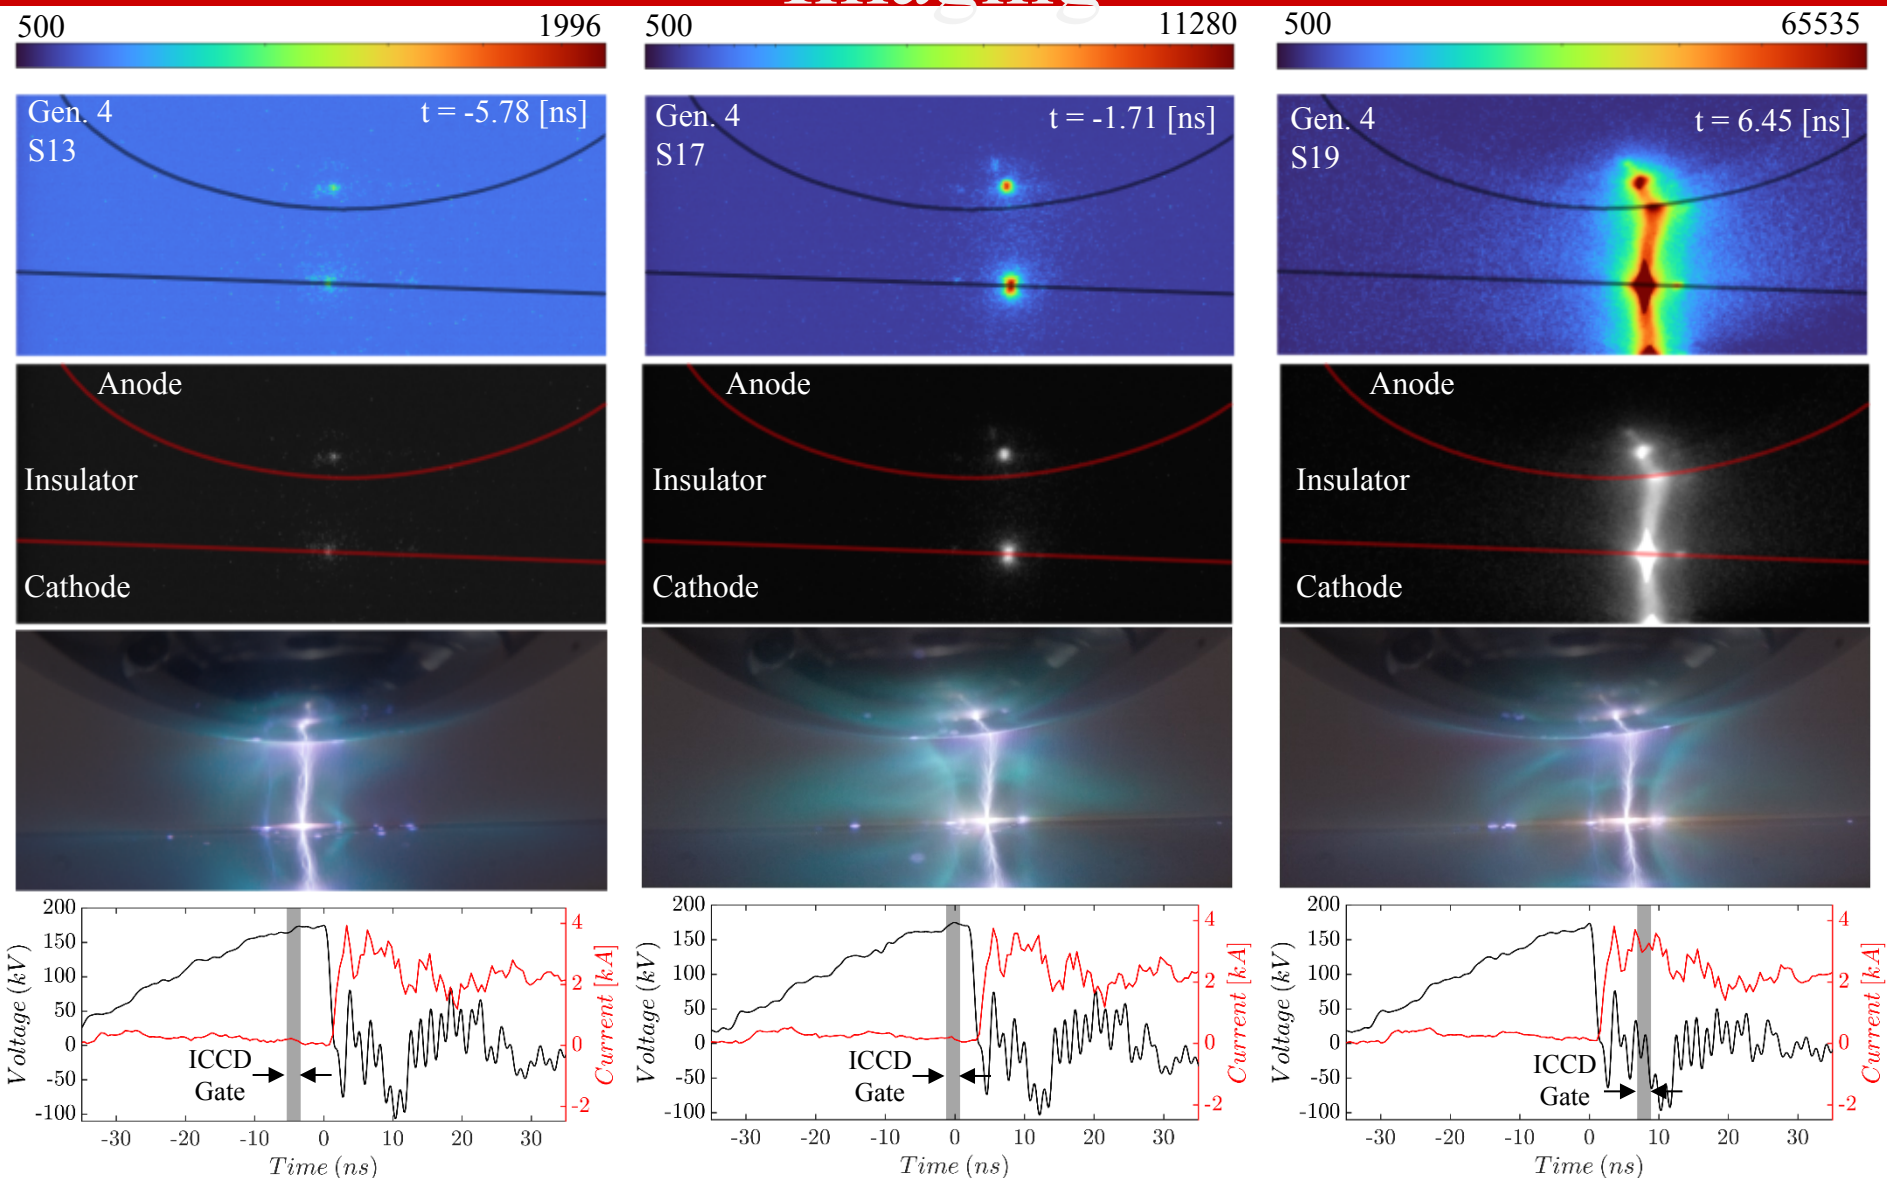 imaging
500 1996
500 11280
500 65535
Gen. 4
S13
t = -5.78 [ns]
Gen. 4
S17
t = -1.71 [ns]
Gen. 4
S19
t = 6.45 [ns]
Anode
Insulator
Cathode
Anode
Insulator
Cathode
Anode
Insulator
Cathode
200
150
100
50
0
-50
-100
Voltage (kV)
4
2
0
-2
Current [kA]
ICCD
Gate
-30 -20 -10 0 10 20 30
Time (ns)
200
150
100
50
0
-50
-100
Voltage (kV)
4
2
0
-2
Current [kA]
ICCD
Gate
-30 -20 -10 0 10 20 30
Time (ns)
200
150
100
50
0
-50
-100
Voltage (kV)
4
2
0
-2
Current [kA]
ICCD
Gate
-30 -20 -10 0 10 20 30
Time (ns)